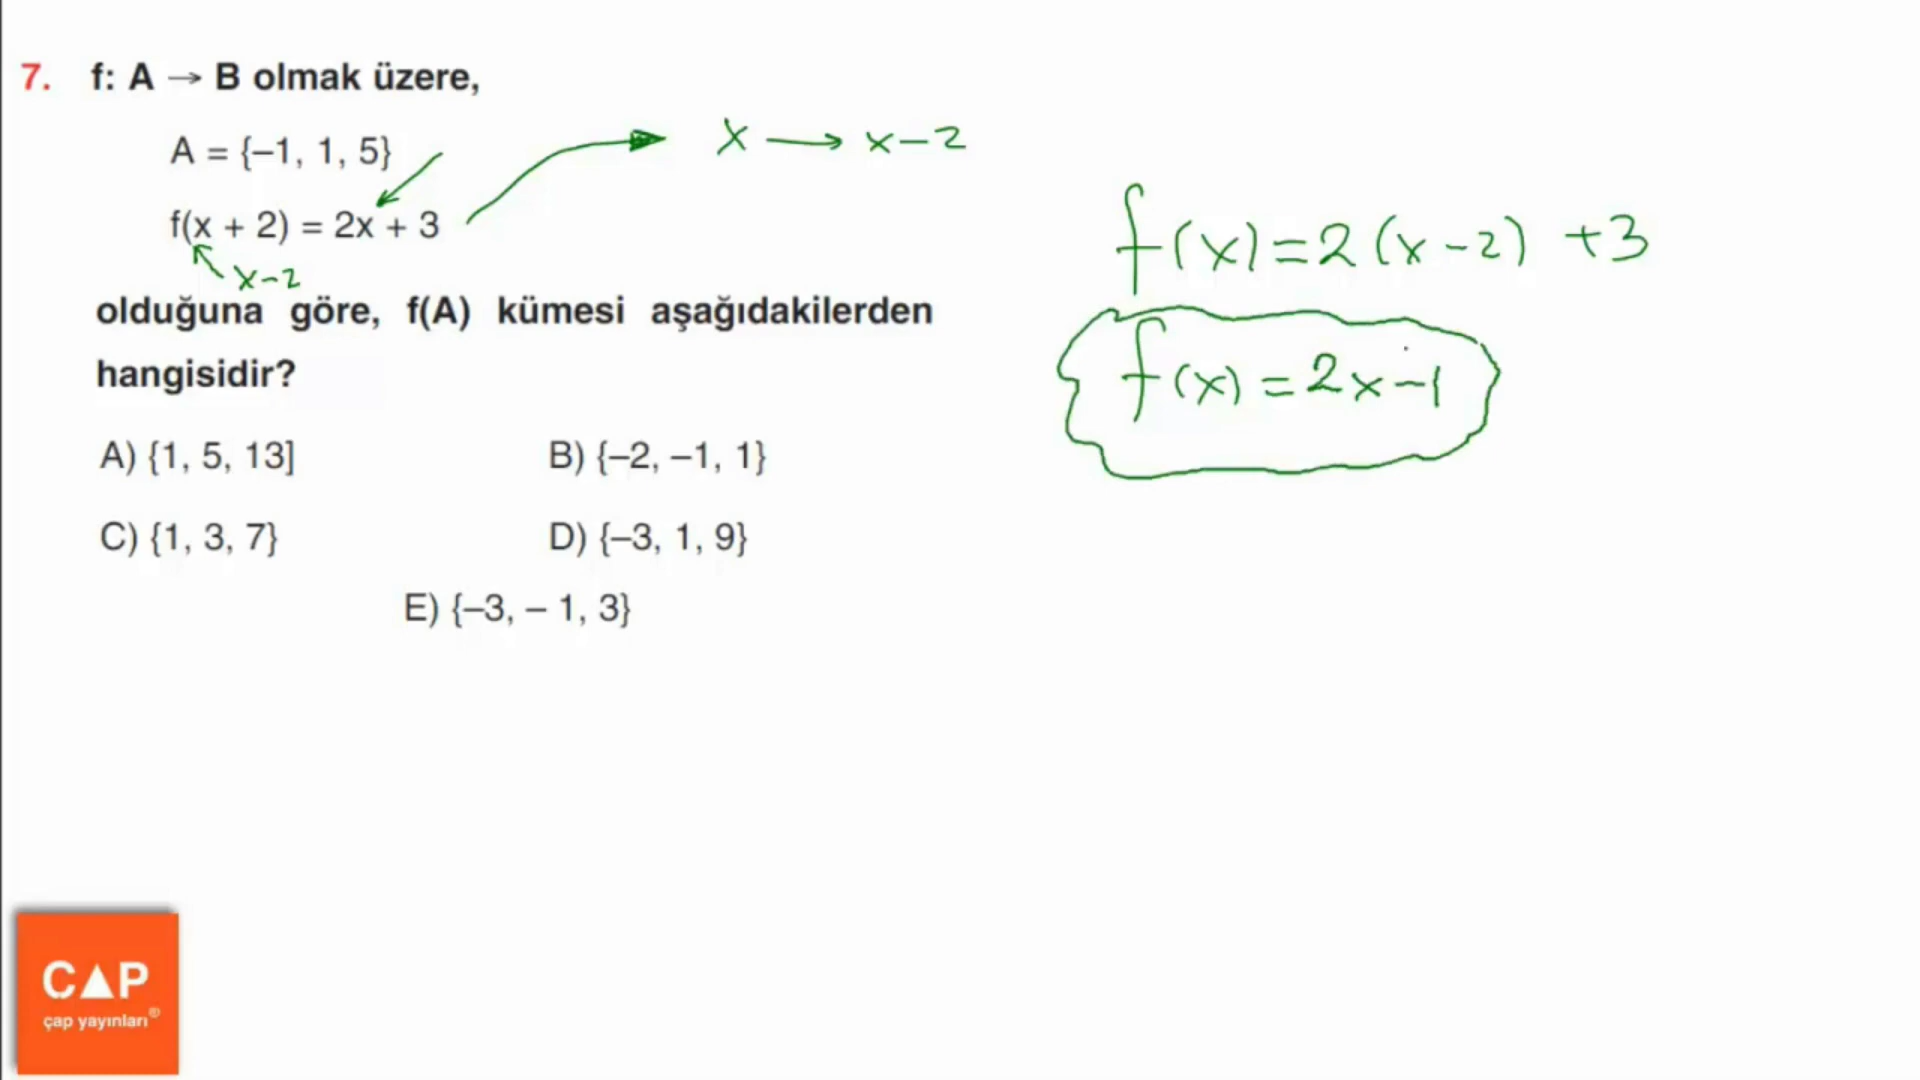 7. f: A → B olmak üzere,
A = {–1, 1, 5}
x → x–2
f(x + 2) = 2x + 3
x–2
f(x) = 2(x–2) +3
f(x) = 2x–1
olduğuna göre, f(A) kümesi aşağıdakilerden
hangisidir?
A) {1, 5, 13]
B) {–2, –1, 1}
C) {1, 3, 7}
D) {–3, 1, 9}
E) {–3, – 1, 3}
CAP
çap yayınları®